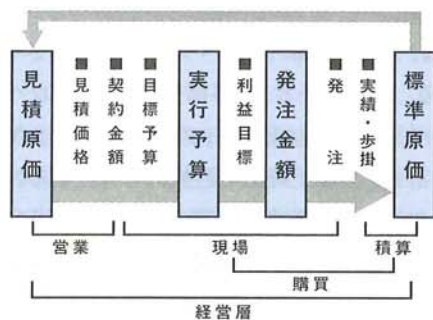 見積原価
■見積価格
■契約金額
■目標予算
実行予算
■利益目標
発注金額
■発注
■実績・歩掛
標準原価
営業
現場
積算
購買
経営層